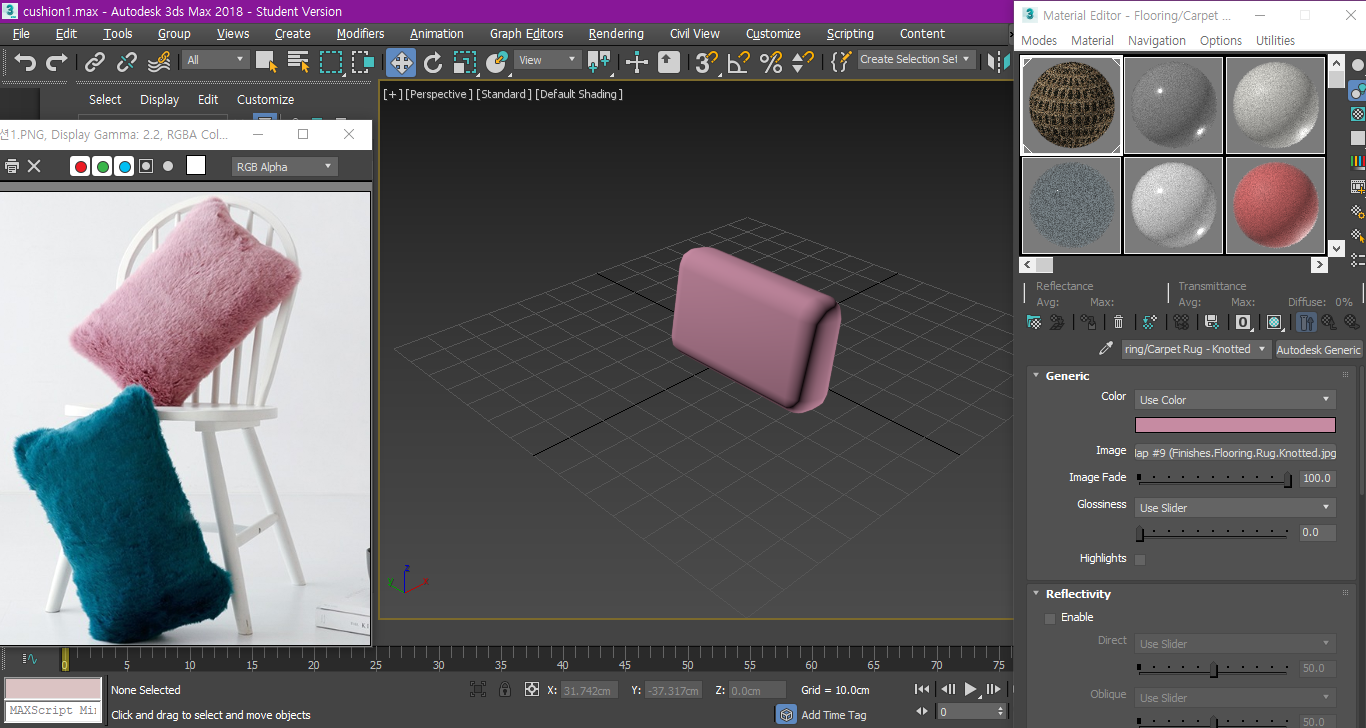 cushion1.max - Autodesk 3ds Max 2018 - Student Version
File Edit Tools Group Views Create Modifiers Animation Graph Editors Rendering Civil View Customize Scripting Content
All
View
Create Selection Set
Select Display Edit Customize
션1.PNG, Display Gamma: 2.2, RGBA Col...
RGB Alpha
[+] [Perspective ] [Standard ] [Default Shading ]
z
x
y
Material Editor - Flooring/Carpet ...
Modes Material Navigation Options Utilities
Reflectance
Avg: Max:
Transmittance
Avg: Max: Diffuse: 0%
ring/Carpet Rug - Knotted
Autodesk Generic
Generic
Color Use Color
Image
lap #9 (Finishes.Flooring.Rug.Knotted.jpg
Image Fade 100.0
Glossiness Use Slider
0.0
Highlights
Reflectivity
Enable
Direct Use Slider
50.0
Oblique Use Slider
50.0
0 5 10 15 20 25 30 35 40 45 50 55 60 65 70 75
None Selected
X: 31.742cm Y: -37.317cm Z: 0.0cm Grid = 10.0cm
MAXScript Mi
Click and drag to select and move objects
Add Time Tag
0